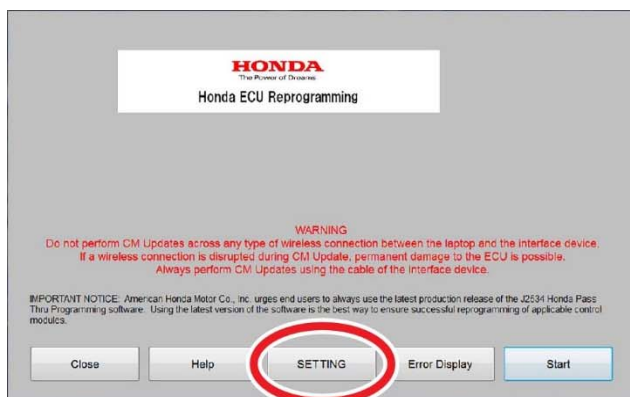 HONDA
The Power of Dreams
Honda ECU Reprogramming
WARNING
Do not perform CM Updates across any type of wireless connection between the laptop and the interface device.
If a wireless connection is disrupted during CM Update, permanent damage to the ECU is possible.
Always perform CM Updates using the cable of the interface device.
IMPORTANT NOTICE: American Honda Motor Co., Inc. urges end users to always use the latest production release of the J2534 Honda Pass
Thru Programming software. Using the latest version of the software is the best way to ensure successful reprogramming of applicable control
modules.
Close Help SETTING Error Display Start